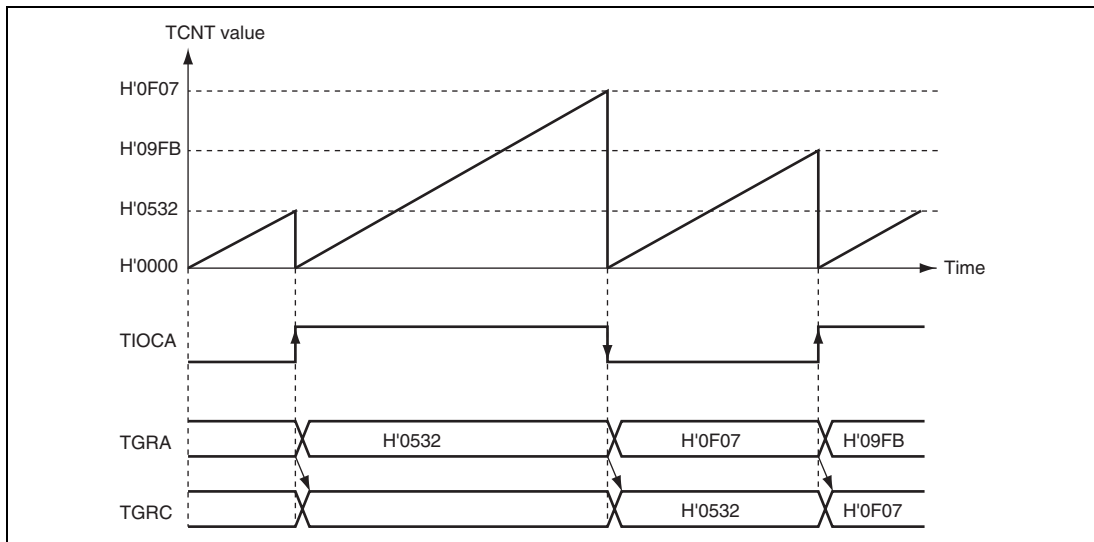 TCNT value
H'0F07
H'09FB
H'0532
H'0000
Time
TIOCA
TGRA
H'0532
H'0F07
H'09FB
TGRC
H'0532
H'0F07